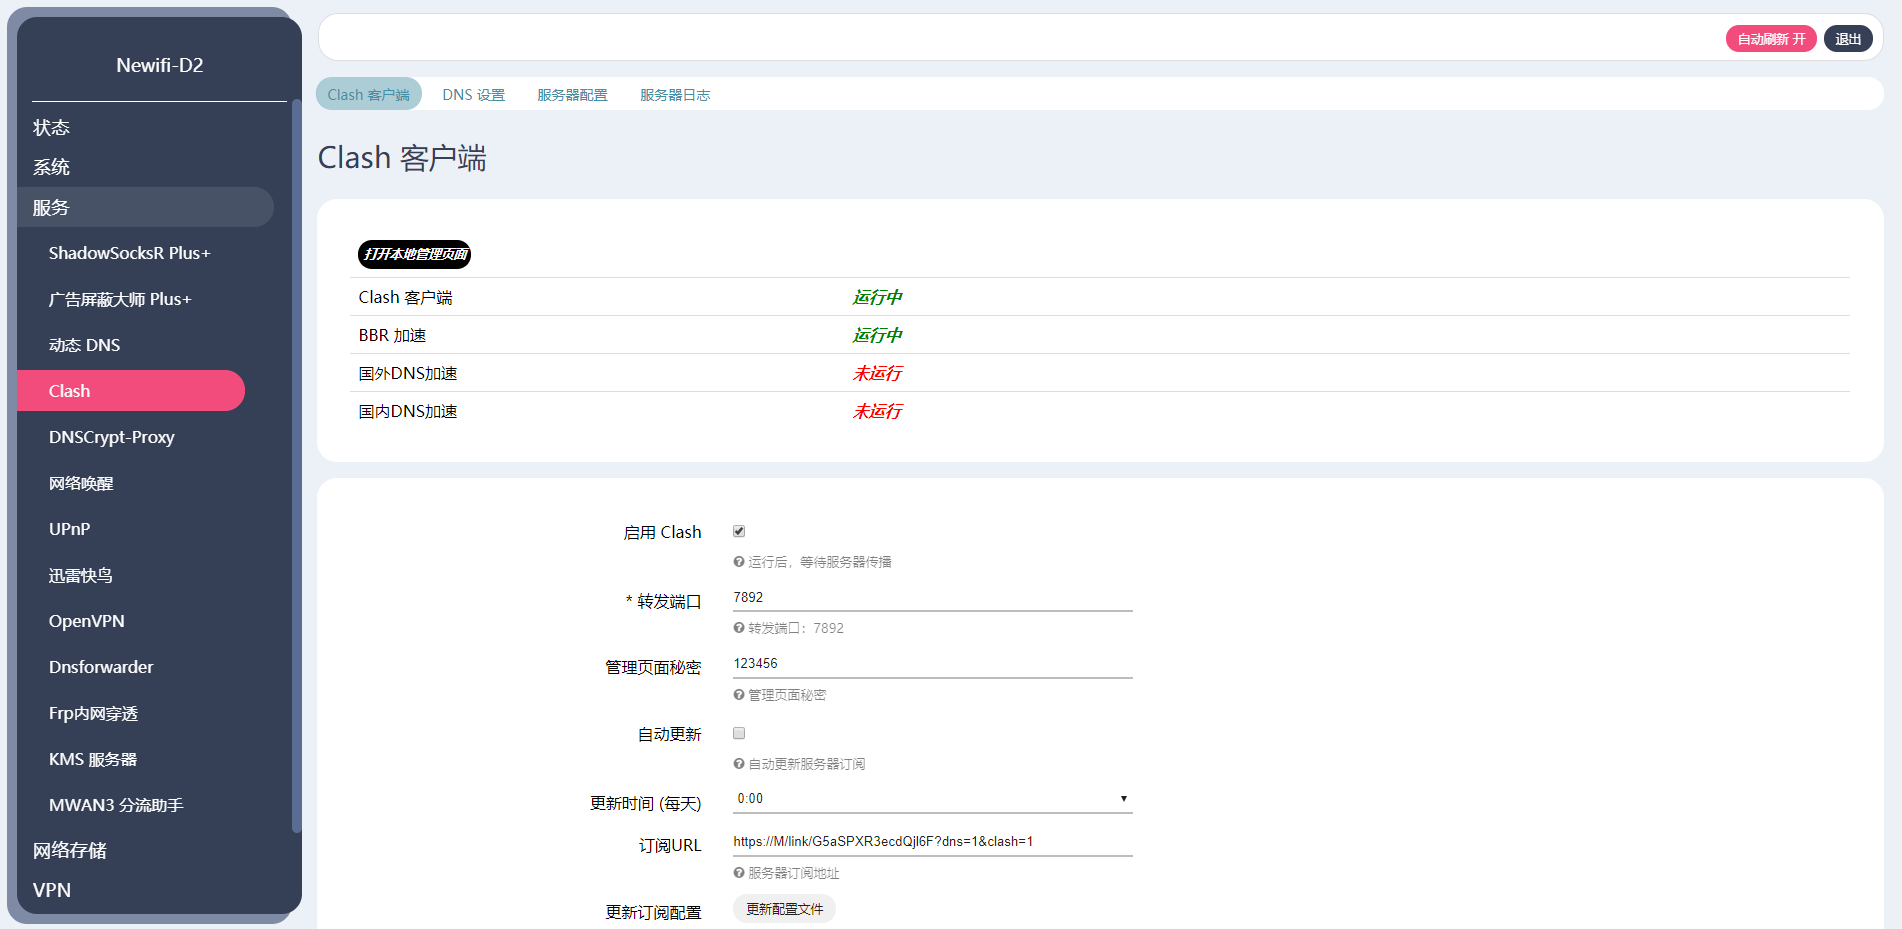 Newifi-D2
状态
系统
服务
ShadowSocksR Plus+
广告屏蔽大师 Plus+
动态 DNS
Clash
DNSCrypt-Proxy
网络唤醒
UPnP
迅雷快鸟
OpenVPN
Dnsforwarder
Frp内网穿透
KMS 服务器
MWAN3 分流助手
网络存储
VPN
自动刷新 开 退出
Clash 客户端 DNS 设置 服务器配置 服务器日志
Clash 客户端
打开本地管理页面
Clash 客户端 运行中
BBR 加速 运行中
国外DNS加速 未运行
国内DNS加速 未运行
启用 Clash
运行后，等待服务器传播
* 转发端口 7892
转发端口：7892
管理页面秘密 123456
管理页面秘密
自动更新
自动更新服务器订阅
更新时间 (每天) 0:00
订阅URL https://M/link/G5aSPXR3ecdQjI6F?dns=1&clash=1
服务器订阅地址
更新订阅配置 更新配置文件